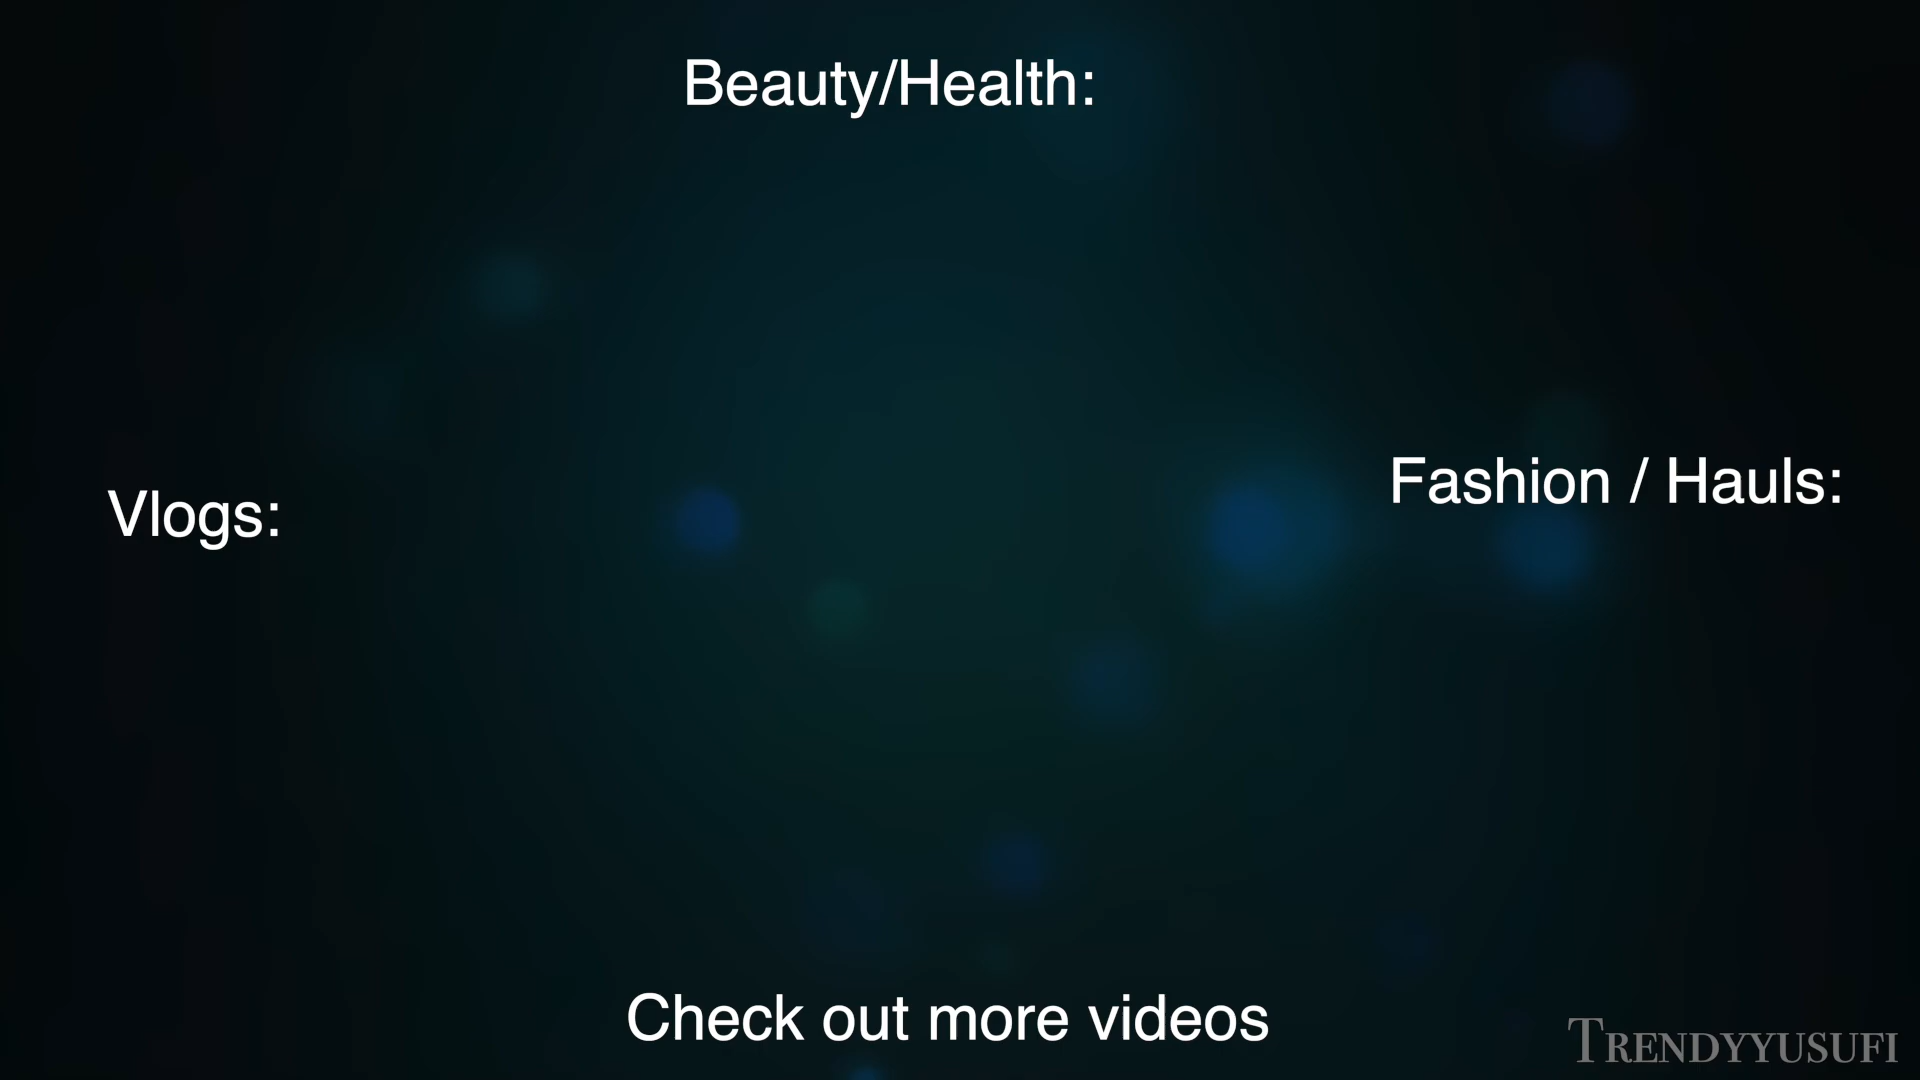 Beauty/Health:
Fashion / Hauls:
Vlogs:
Check out more videos
TRENDYYUSUFI